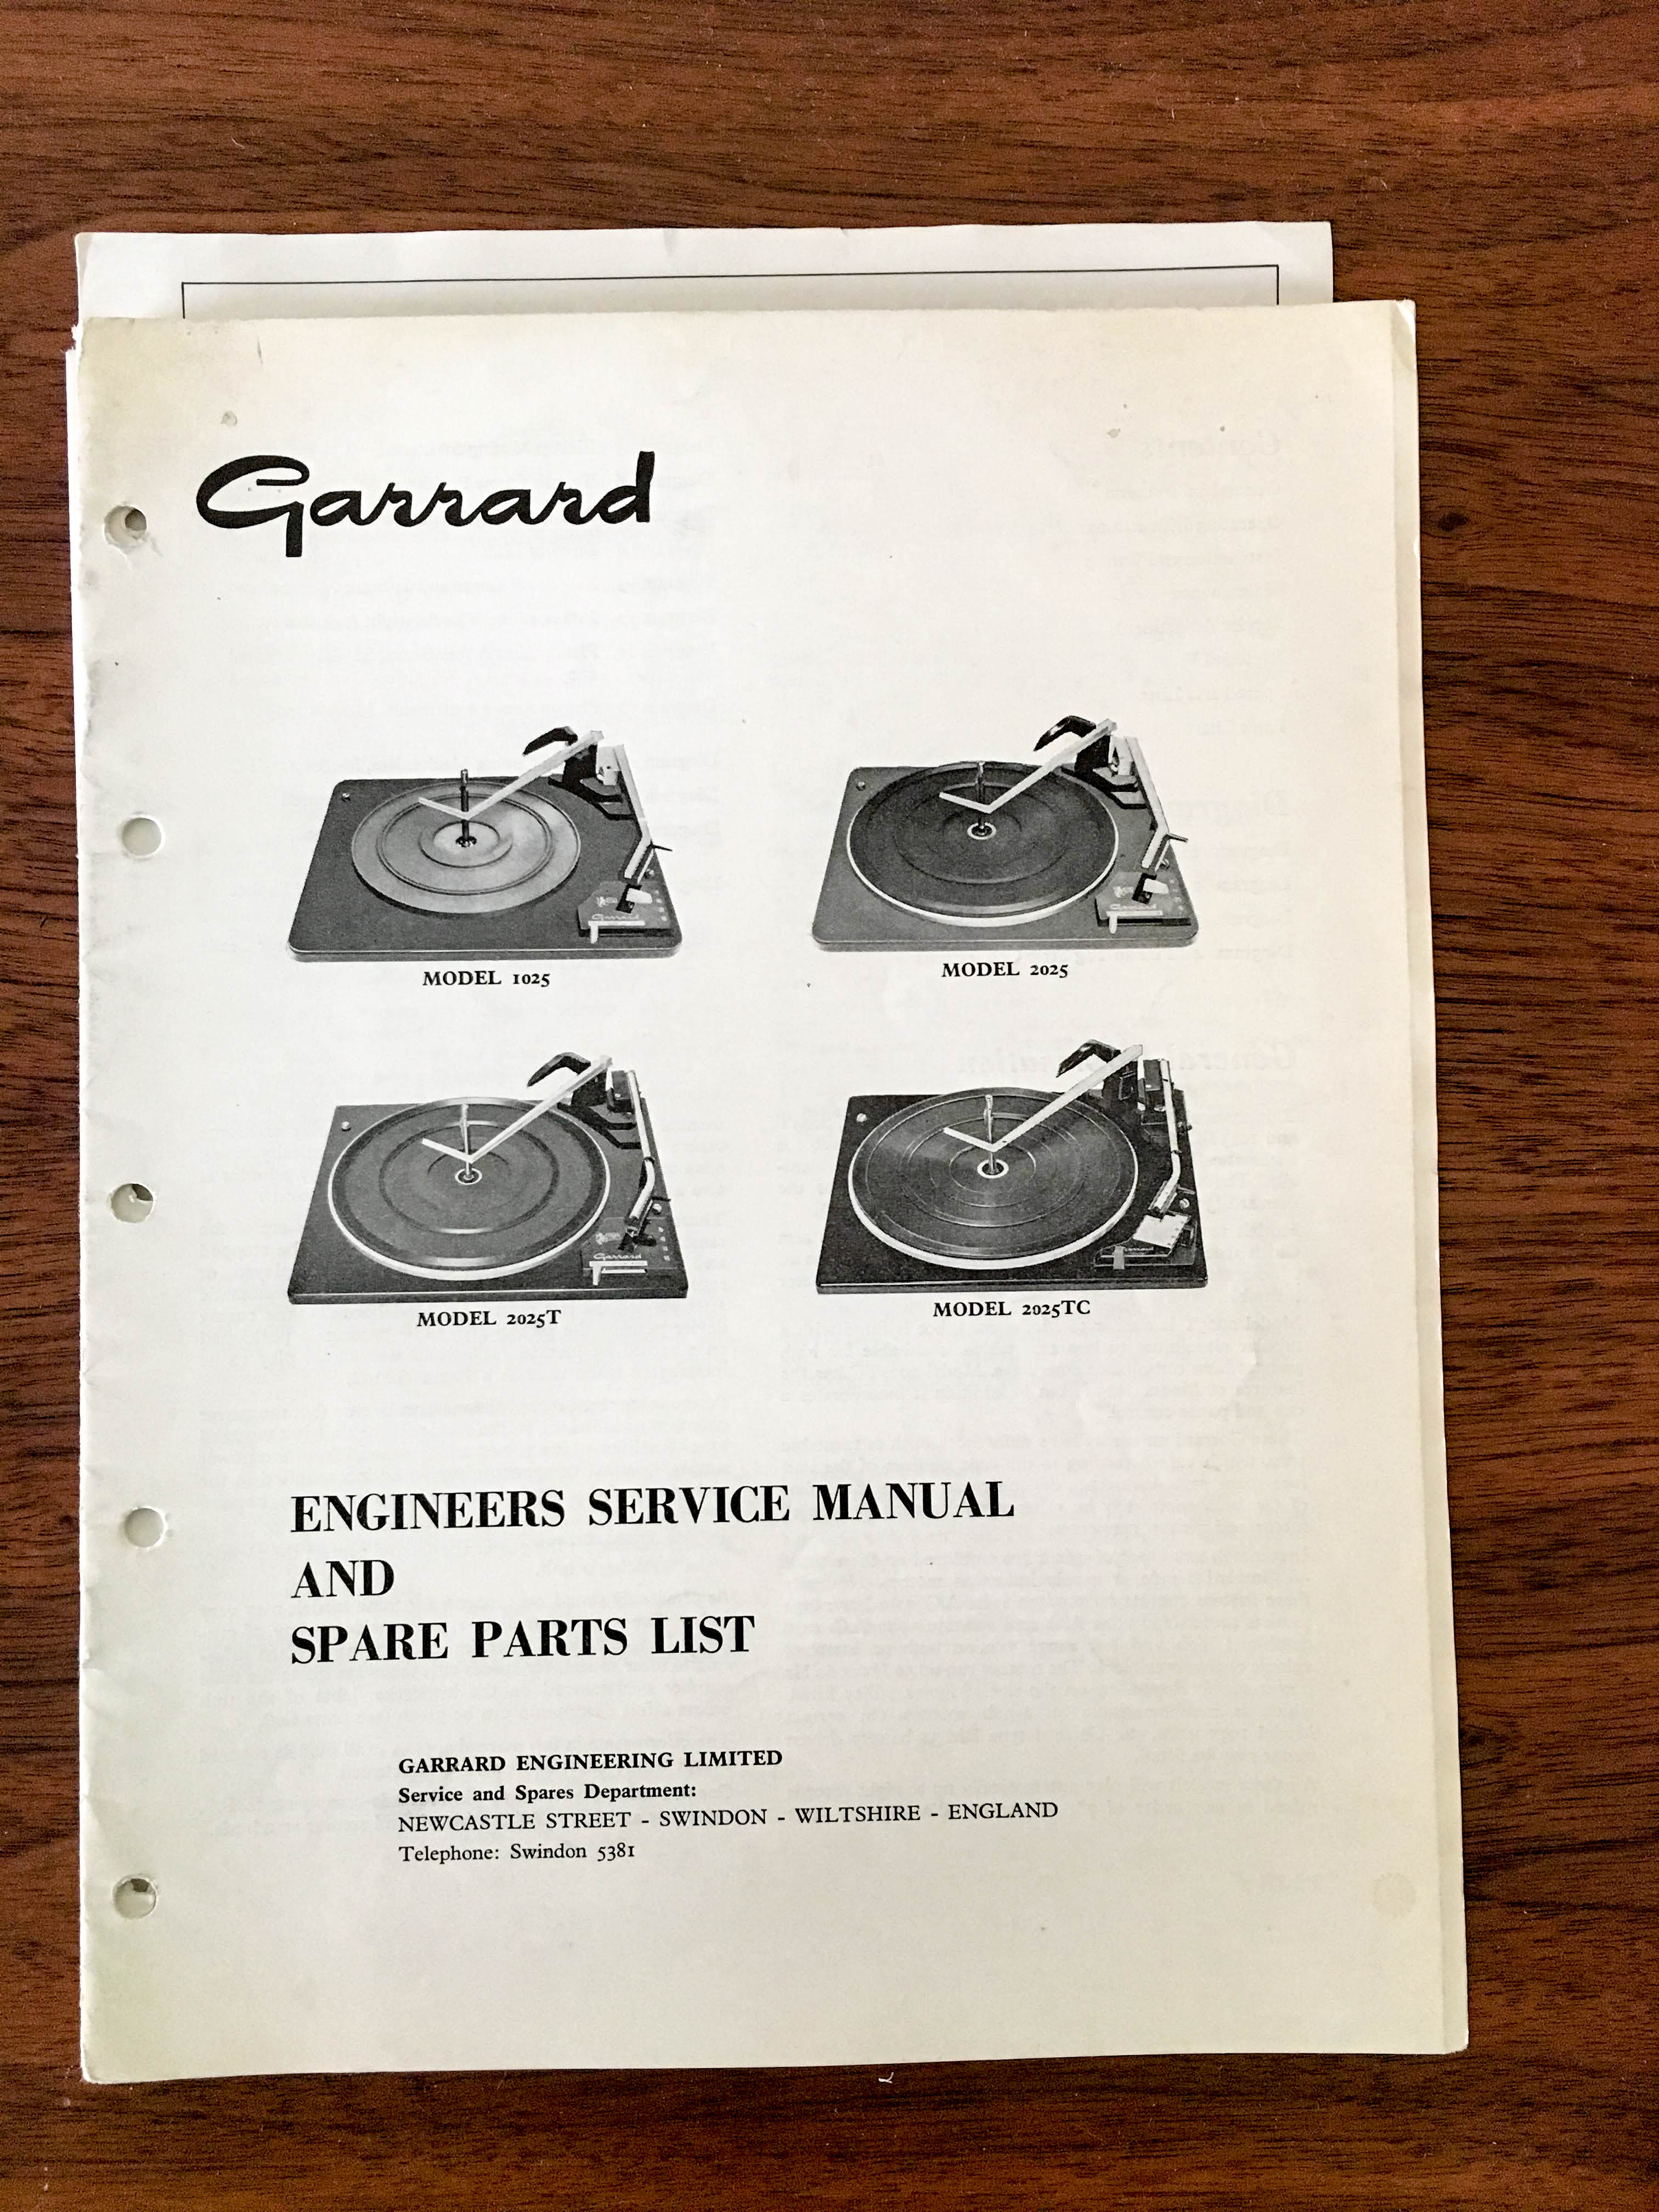 Garrard
MODEL 1025
MODEL 2025
MODEL 2025T
MODEL 2025TC
ENGINEERS SERVICE MANUAL
AND
SPARE PARTS LIST
GARRARD ENGINEERING LIMITED
Service and Spares Department:
NEWCASTLE STREET - SWINDON - WILTSHIRE - ENGLAND
Telephone: Swindon 5381